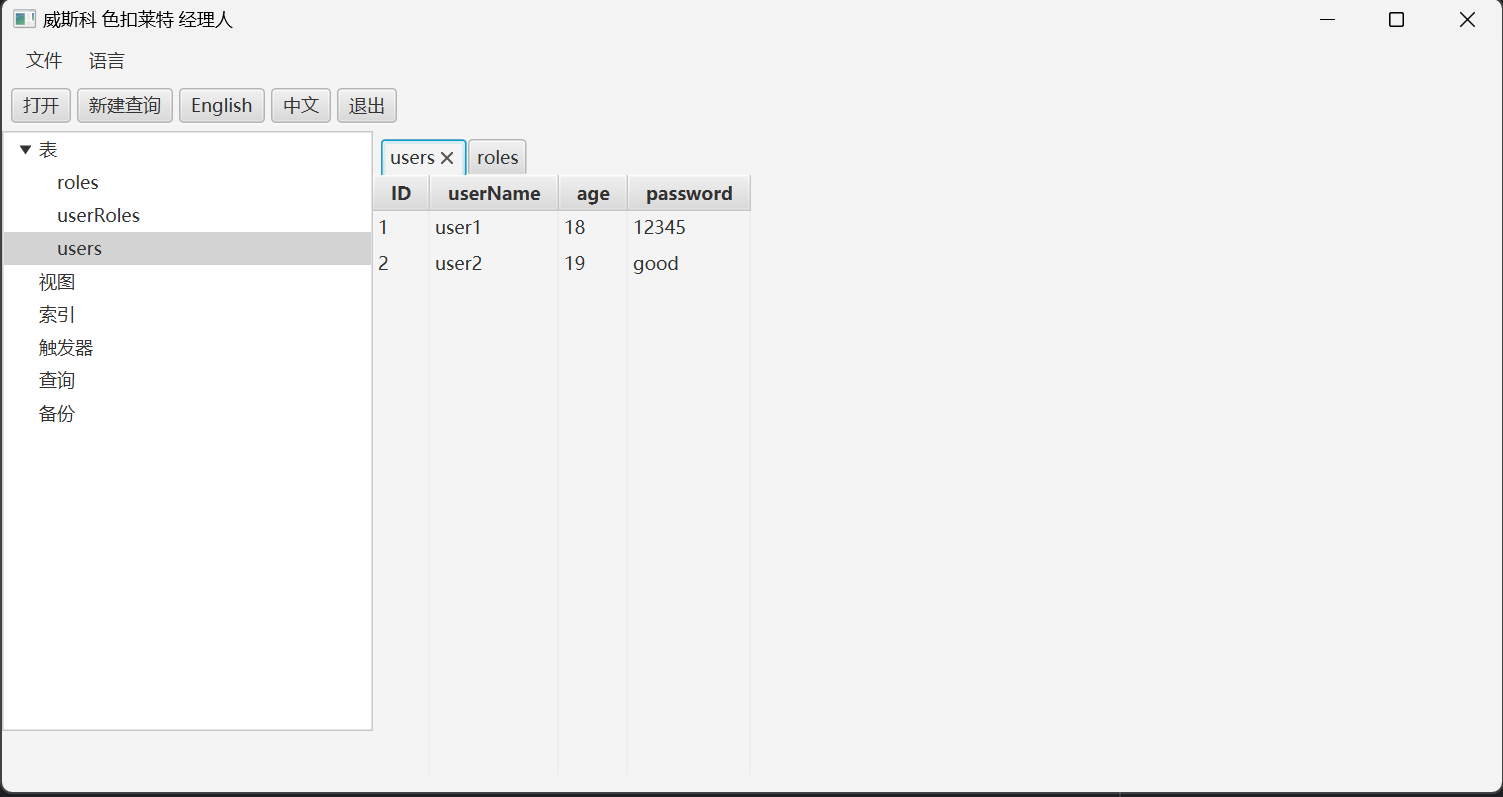 威斯科 色扣莱特 经理人
文件 语言
打开 新建查询 English 中文 退出
表
roles
userRoles
users
视图
索引
触发器
查询
备份
users roles
ID userName age password
1 user1 18 12345
2 user2 19 good